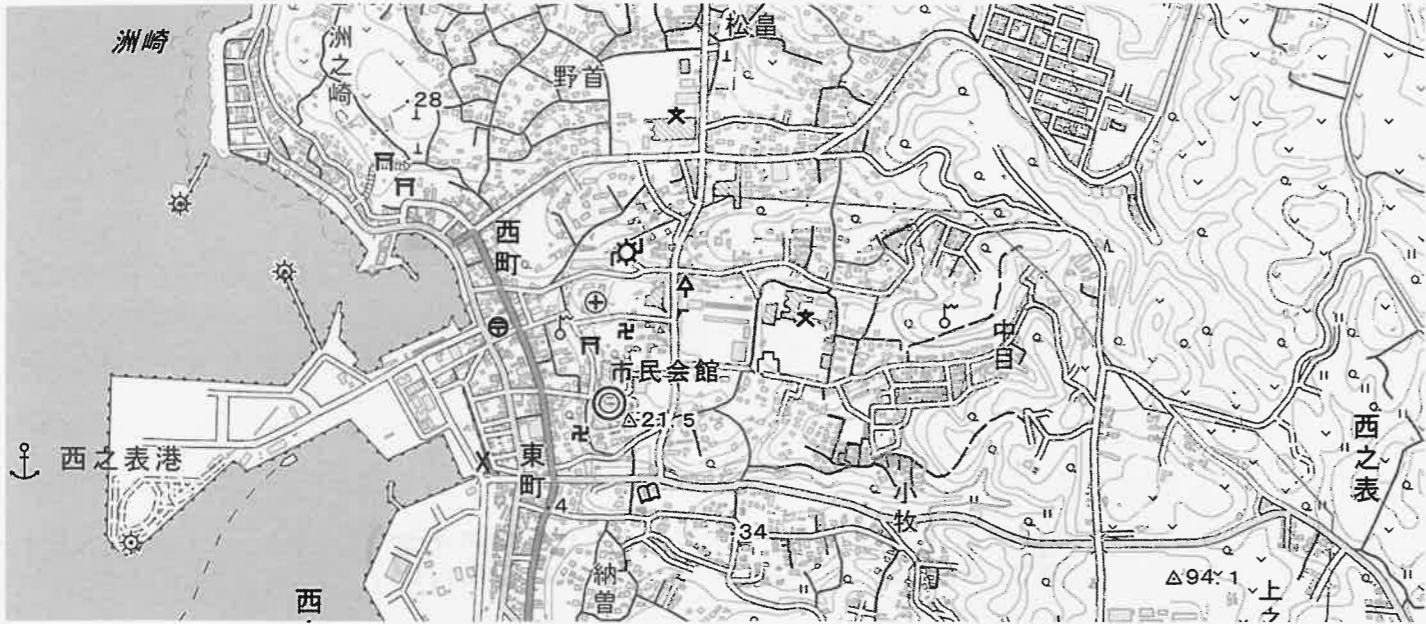 洲崎
洲之崎
野首
松畠
28
西町
中目
市民会館
21.5
西之表港
東町
4
小牧
34
西之表
納曽
94.1
西
上之